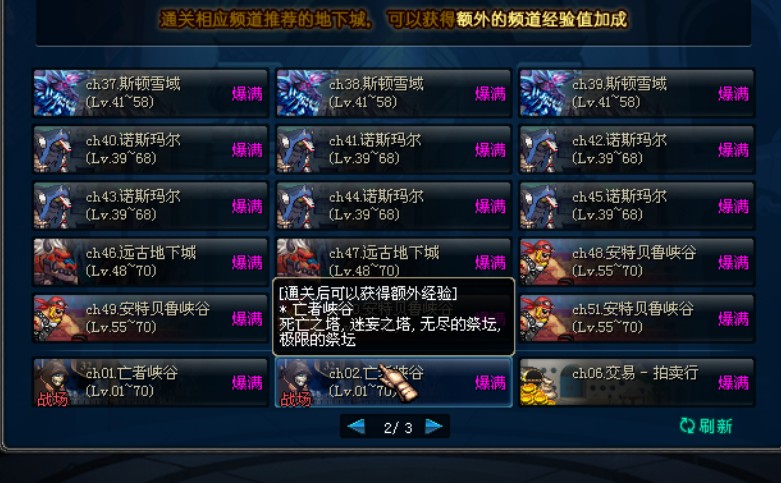 通关相应频道推荐的地下城， 可以获得额外的频道经验值加成
ch37.斯顿雪域
(Lv.41~58)
爆满
ch38.斯顿雪域
(Lv.41~58)
爆满
ch39.斯顿雪域
(Lv.41~58)
爆满
ch40.诺斯玛尔
(Lv.39~68)
爆满
ch41.诺斯玛尔
(Lv.39~68)
爆满
ch42.诺斯玛尔
(Lv.39~68)
爆满
ch43.诺斯玛尔
(Lv.39~68)
爆满
ch44.诺斯玛尔
(Lv.39~68)
爆满
ch45.诺斯玛尔
(Lv.39~68)
爆满
ch46.远古地下城
(Lv.48~70)
爆满
ch47.远古地下城
(Lv.48~70)
爆满
ch48.安特贝鲁峡谷
(Lv.55~70)
爆满
ch49.安特贝鲁峡谷
(Lv.55~70)
爆满
[通关后可以获得额外经验]
* 亡者峡谷
死亡之塔, 迷妄之塔, 无尽的祭坛,
极限的祭坛
ch51.安特贝鲁峡谷
(Lv.55~70)
爆满
ch01.亡者峡谷
(Lv.01~70)
战场
爆满
ch02.亡者峡谷
(Lv.01~70)
战场
爆满
ch06.交易 - 拍卖行
爆满
2/ 3
刷新